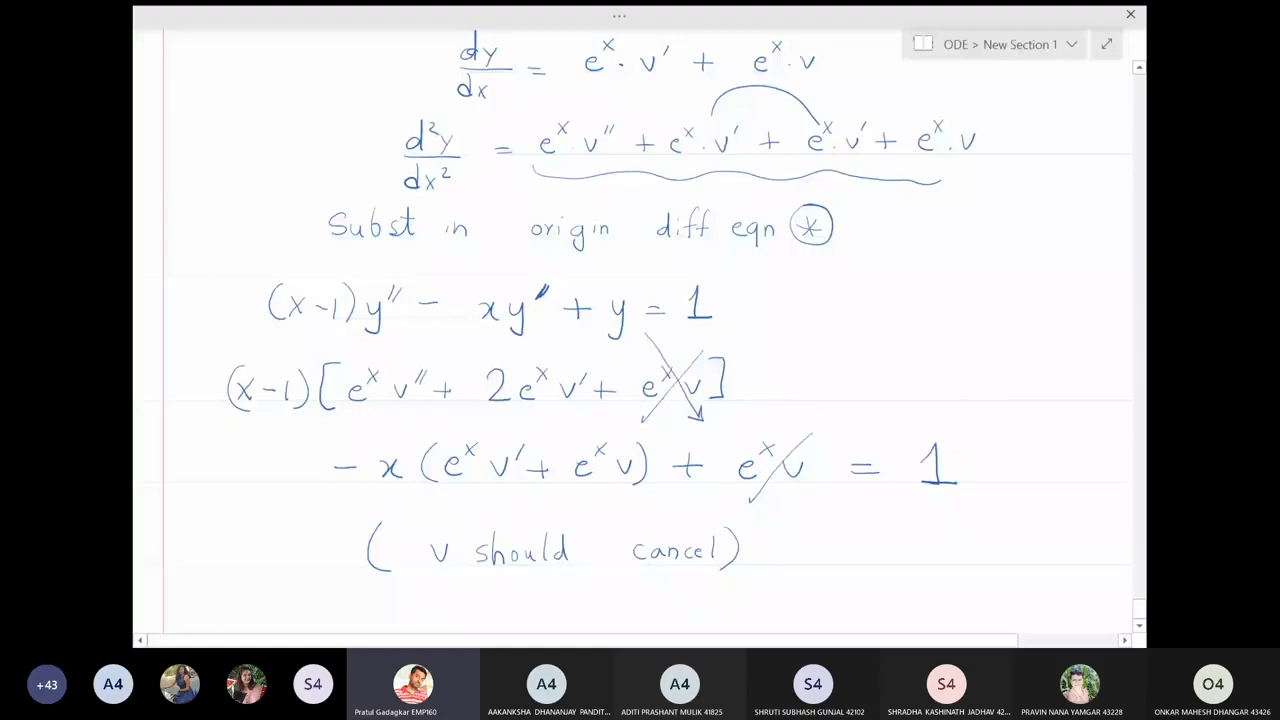 ODE > New Section 1
dy/dx = e^x · v' + e^x · v
d²y/dx² = e^x · v'' + e^x · v' + e^x · v' + e^x · v
Subst in origin diff eqn *
(x-1)y'' - xy' + y = 1
(x-1)[e^x v'' + 2e^x v' + e^x v]
- x(e^x v' + e^x v) + e^x v = 1
( v should cancel)
+43
A4
S4
Pratul Gadagkar EMP160
A4
AAKANKSHA DHANANJAY PANDIT...
A4
ADITI PRASHANT MULIK 41825
S4
SHRUTI SUBHASH GUNJAL 42102
S4
SHRADHA KASHINATH JADHAV 42...
PRAVIN NANA YAMGAR 43228
O4
ONKAR MAHESH DHANGAR 43426